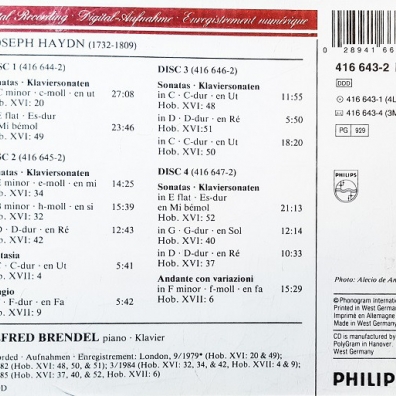 Digital Recording · Digital-Aufnahme · Enregistrement numérique
JOSEPH HAYDN (1732-1809)
DISC 1 (416 644-2)
Sonatas · Klaviersonaten
minor · c-moll · en ut
Hob. XVI: 20 27:08
E flat · Es-dur
Mi bémol
Hob. XVI: 49 23:46
DISC 2 (416 645-2)
Sonatas · Klaviersonaten
minor · e-moll · en mi
Hob. XVI: 34 14:25
minor · h-moll · en si
Hob. XVI: 32 15:39
D · D-dur · en Ré
Hob. XVI: 42 12:43
Fantasia
C · C-dur · en Ut
Hob. XVII: 4 5:41
Adagio
F · F-dur · en Fa
Hob. XVII: 9 5:42
DISC 3 (416 646-2)
Sonatas · Klaviersonaten
in C · C-dur · en Ut
Hob. XVI: 48 11:55
in D · D-dur · en Ré
Hob. XVI:51 5:50
in C · C-dur · en Ut
Hob. XVI: 50 18:20
DISC 4 (416 647-2)
Sonatas · Klaviersonaten
in E flat · Es-dur
en Mi bémol
Hob. XVI: 52 21:13
in G · G-dur · en Sol
Hob. XVI: 40 12:14
in D · D-dur · en Ré
Hob. XVI: 37 10:33
Andante con variazioni
in F minor · f-moll · en fa
Hob. XVII: 6 15:29
ALFRED BRENDEL piano · Klavier
Recorded · Aufnahmen · Enregistrement: London, 9/1979* (Hob. XVI: 20 & 49);
82 (Hob. XVI: 48, 50, & 51); 3/1984 (Hob. XVI: 32, 34, & 42, Hob. XVII: 4 & 9);
85 (Hob. XVI: 37, 40, & 52, Hob. XVII: 6)
0 28941 66
416 643-2
DDD
416 643-1 (4L
416 643-4 (3M
PG 929
PHILIPS
Photo: Alecio de An
© Phonogram internatio
Printed in West Germany
Imprimé en Allemagne
Made in West Germany
CD is manufactured by
PolyGram in Hanover
West Germany
PHILIP